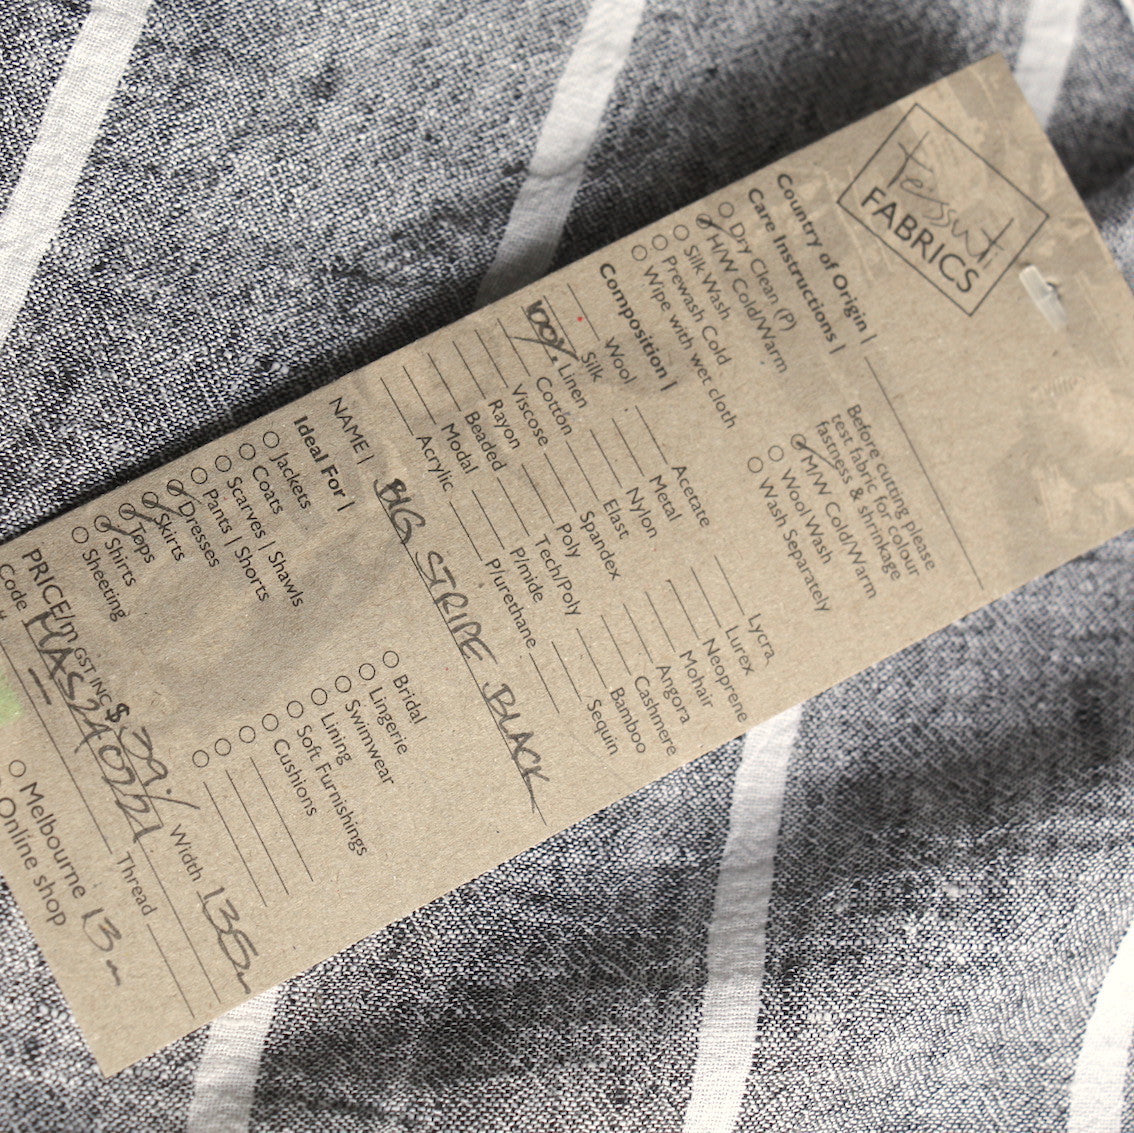 Tessuti
FABRICS
Country of Origin |
Care Instructions |
Dry Clean (P)
H/W Cold/Warm
Silk Wash
Prewash Cold
Wipe with wet cloth
Before cutting please
test fabric for colour
fastness & shrinkage
M/W Cold/Warm
Wool Wash
Wash Separately
Composition |
Wool
Silk
100% Linen
Cotton
Viscose
Rayon
Beaded
Modal
Acrylic
Acetate
Metal
Nylon
Elast
Spandex
Poly
Tech/Poly
P/mide
P/urethane
Lycra
Lurex
Neoprene
Mohair
Angora
Cashmere
Bamboo
Sequin
NAME | BIG STRIPE BLACK
Ideal For |
Jackets
Coats
Scarves | Shawls
Pants | Shorts
Dresses
Skirts
Tops
Shirts
Sheeting
Bridal
Lingerie
Swimwear
Lining
Soft Furnishings
Cushions
PRICE/m GST INC $ 39./ Width 135
Code
Thread
Melbourne 13m
Online shop